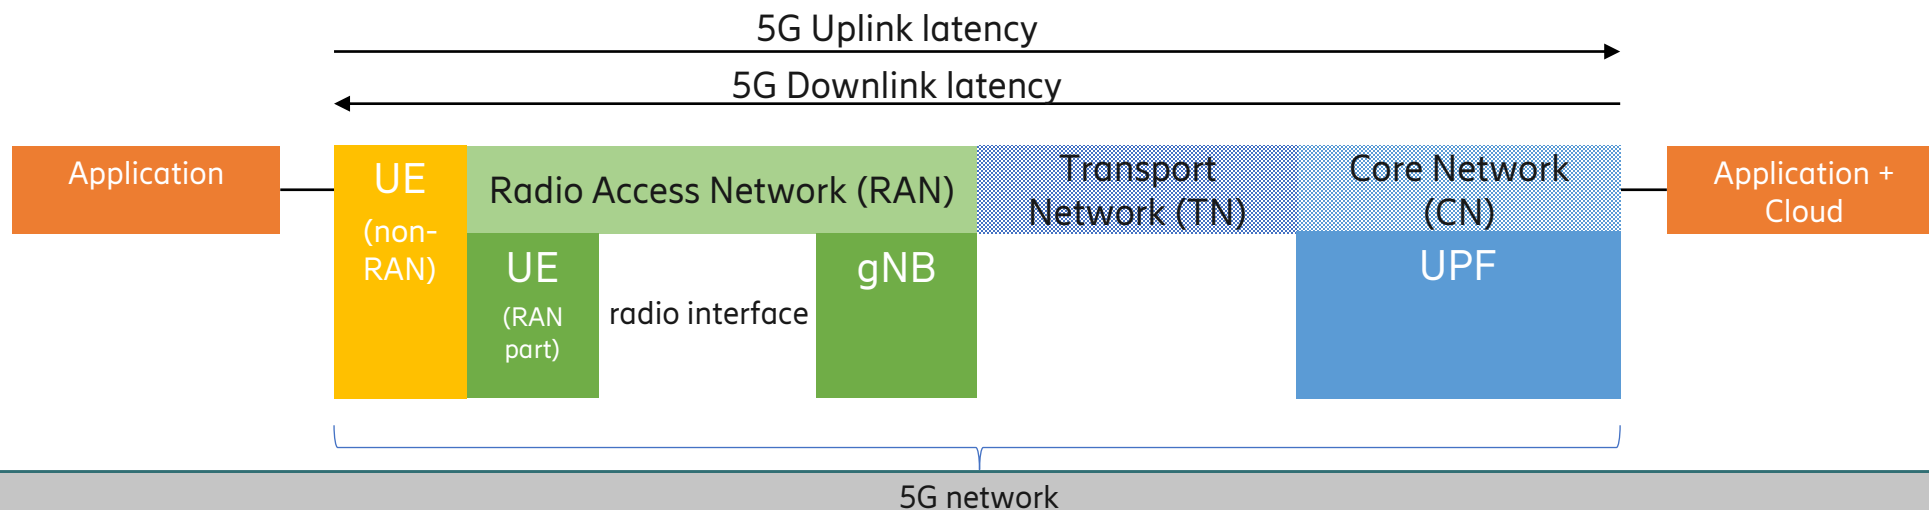 5G Uplink latency
5G Downlink latency
Application
UE
(non-
RAN)
Radio Access Network (RAN)
Transport
Network (TN)
Core Network
(CN)
Application +
Cloud
UE
(RAN
part)
radio interface
gNB
UPF
5G network